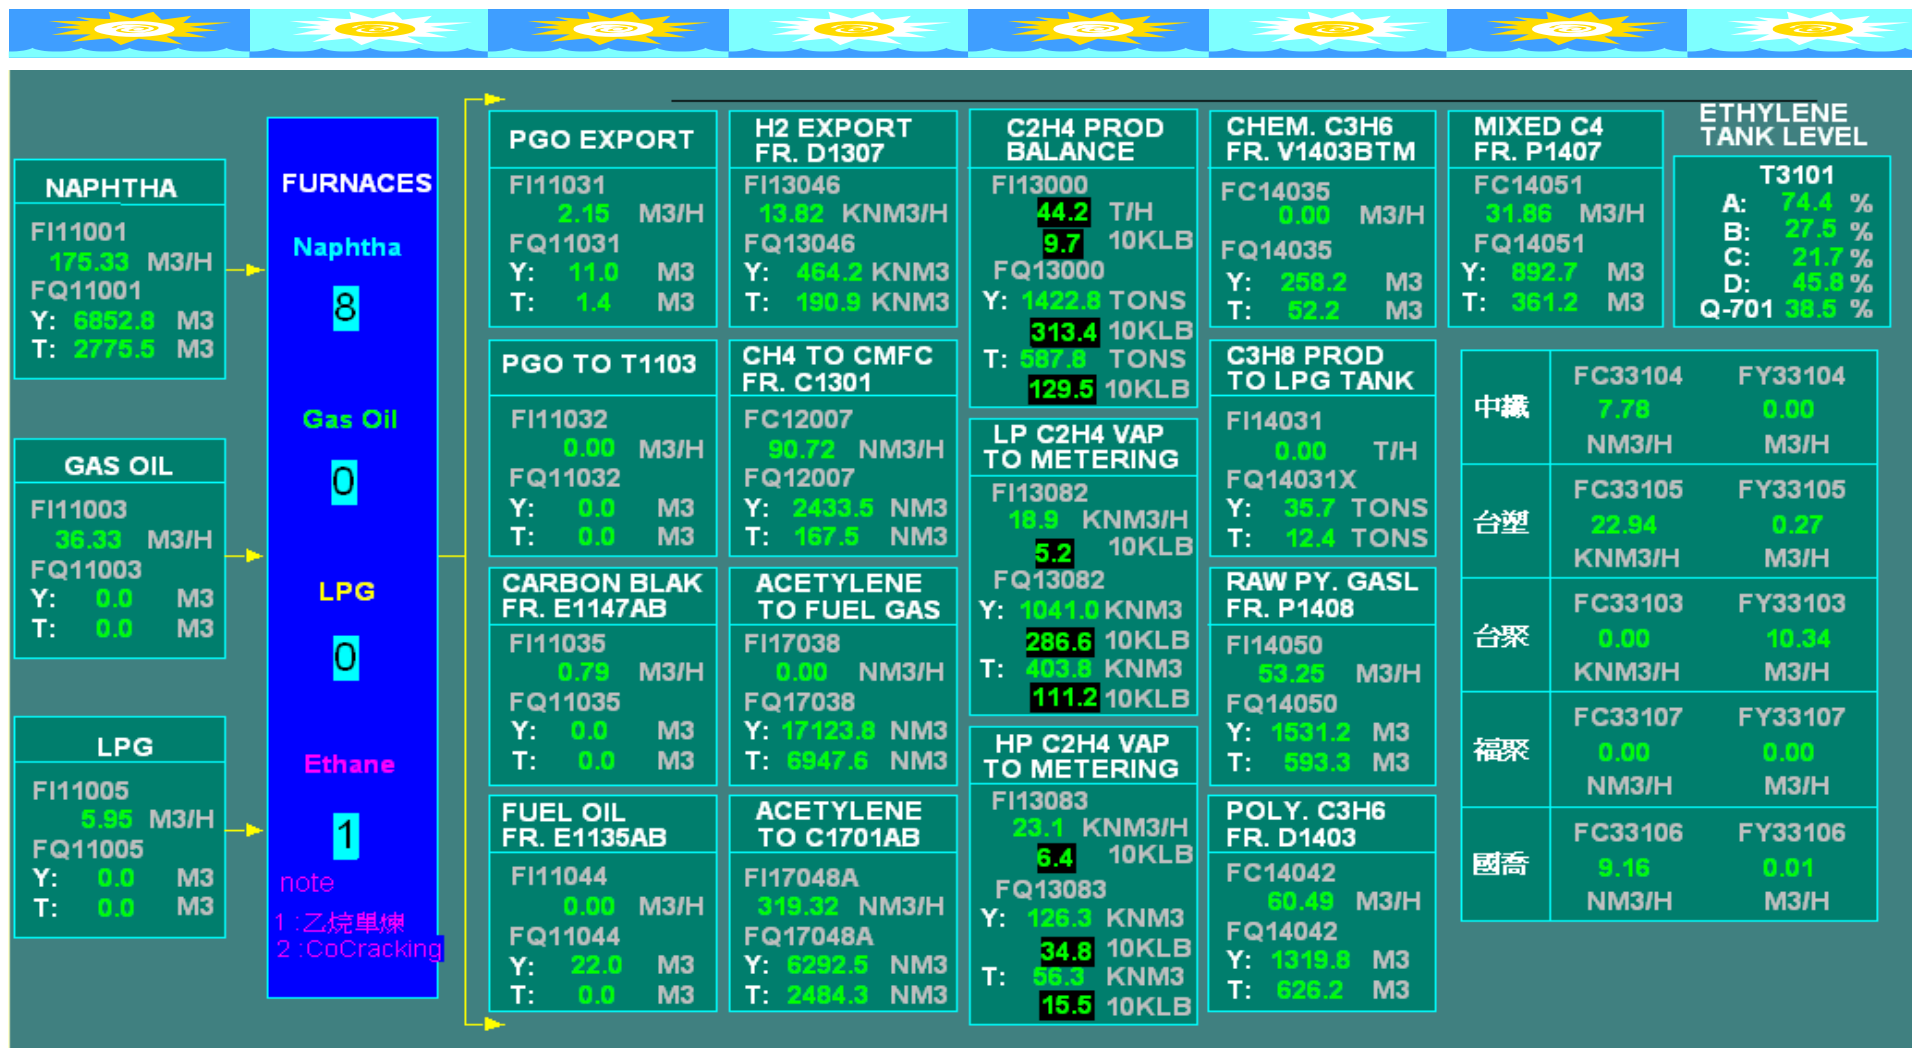 NAPHTHA
FI11001
175.33 M3/H
FQ11001
Y: 6852.8 M3
T: 2775.5 M3
GAS OIL
FI11003
36.33 M3/H
FQ11003
Y: 0.0 M3
T: 0.0 M3
LPG
FI11005
5.95 M3/H
FQ11005
Y: 0.0 M3
T: 0.0 M3
FURNACES
Naphtha
8
Gas Oil
0
LPG
0
Ethane
1
note
1 :乙烷單煉
2 :CoCracking
PGO EXPORT
FI11031
2.15 M3/H
FQ11031
Y: 11.0 M3
T: 1.4 M3
PGO TO T1103
FI11032
0.00 M3/H
FQ11032
Y: 0.0 M3
T: 0.0 M3
CARBON BLAK
FR. E1147AB
FI11035
0.79 M3/H
FQ11035
Y: 0.0 M3
T: 0.0 M3
FUEL OIL
FR. E1135AB
FI11044
0.00 M3/H
FQ11044
Y: 22.0 M3
T: 0.0 M3
H2 EXPORT
FR. D1307
FI13046
13.82 KNM3/H
FQ13046
Y: 464.2 KNM3
T: 190.9 KNM3
CH4 TO CMFC
FR. C1301
FC12007
90.72 NM3/H
FQ12007
Y: 2433.5 NM3
T: 167.5 NM3
ACETYLENE
TO FUEL GAS
FI17038
0.00 NM3/H
FQ17038
Y: 17123.8 NM3
T: 6947.6 NM3
ACETYLENE
TO C1701AB
FI17048A
319.32 NM3/H
FQ17048A
Y: 6292.5 NM3
T: 2484.3 NM3
C2H4 PROD
BALANCE
FI13000
44.2 T/H
9.7 10KLB
FQ13000
Y: 1422.8 TONS
313.4 10KLB
T: 587.8 TONS
129.5 10KLB
LP C2H4 VAP
TO METERING
FI13082
18.9 KNM3/H
5.2 10KLB
FQ13082
Y: 1041.0 KNM3
286.6 10KLB
T: 403.8 KNM3
111.2 10KLB
HP C2H4 VAP
TO METERING
FI13083
23.1 KNM3/H
6.4 10KLB
FQ13083
Y: 126.3 KNM3
34.8 10KLB
T: 56.3 KNM3
15.5 10KLB
CHEM. C3H6
FR. V1403BTM
FC14035
0.00 M3/H
FQ14035
Y: 258.2 M3
T: 52.2 M3
C3H8 PROD
TO LPG TANK
FI14031
0.00 T/H
FQ14031X
Y: 35.7 TONS
T: 12.4 TONS
RAW PY. GASL
FR. P1408
FI14050
53.25 M3/H
FQ14050
Y: 1531.2 M3
T: 593.3 M3
POLY. C3H6
FR. D1403
FC14042
60.49 M3/H
FQ14042
Y: 1319.8 M3
T: 626.2 M3
MIXED C4
FR. P1407
FC14051
31.86 M3/H
FQ14051
Y: 892.7 M3
T: 361.2 M3
ETHYLENE
TANK LEVEL
T3101
A: 74.4 %
B: 27.5 %
C: 21.7 %
D: 45.8 %
Q-701 38.5 %
FC33104 FY33104
中纖 7.78 0.00
NM3/H M3/H
FC33105 FY33105
台塑 22.94 0.27
KNM3/H M3/H
FC33103 FY33103
台聚 0.00 10.34
KNM3/H M3/H
FC33107 FY33107
福聚 0.00 0.00
NM3/H M3/H
FC33106 FY33106
國喬 9.16 0.01
NM3/H M3/H